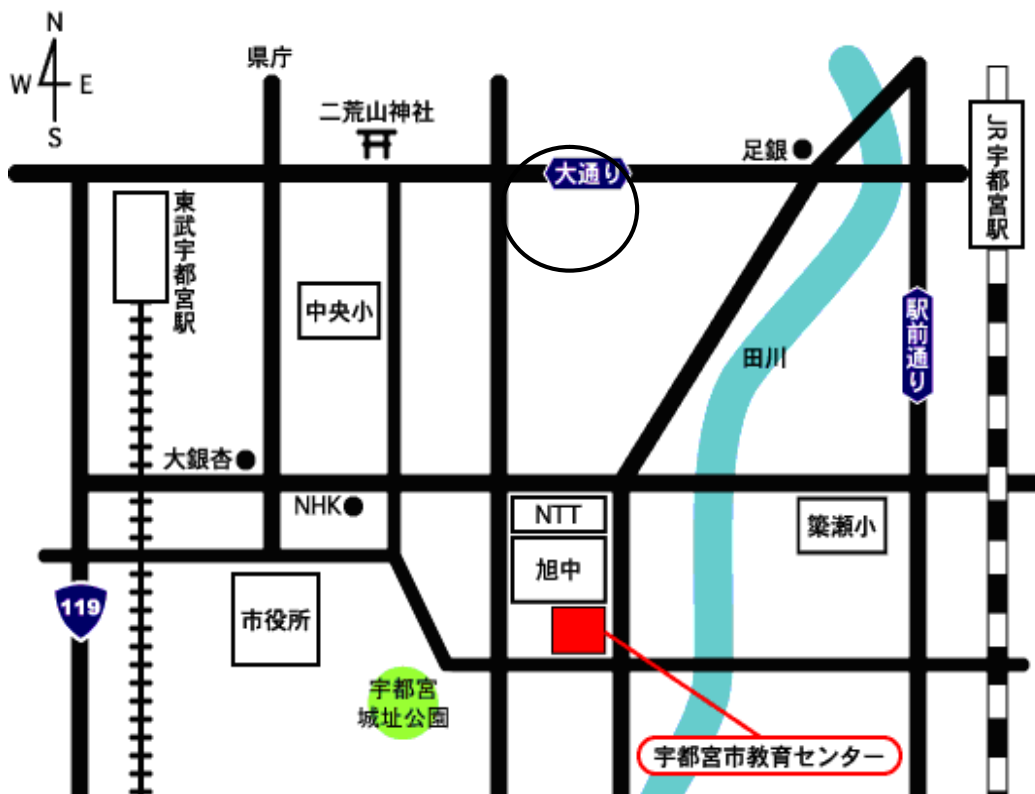 N
W E
S
県庁
二荒山神社
足銀
大通り
JR宇都宮駅
東武宇都宮駅
中央小
駅前通り
田川
大銀杏
NHK
NTT
簗瀬小
旭中
119
市役所
宇都宮
城址公園
宇都宮市教育センター